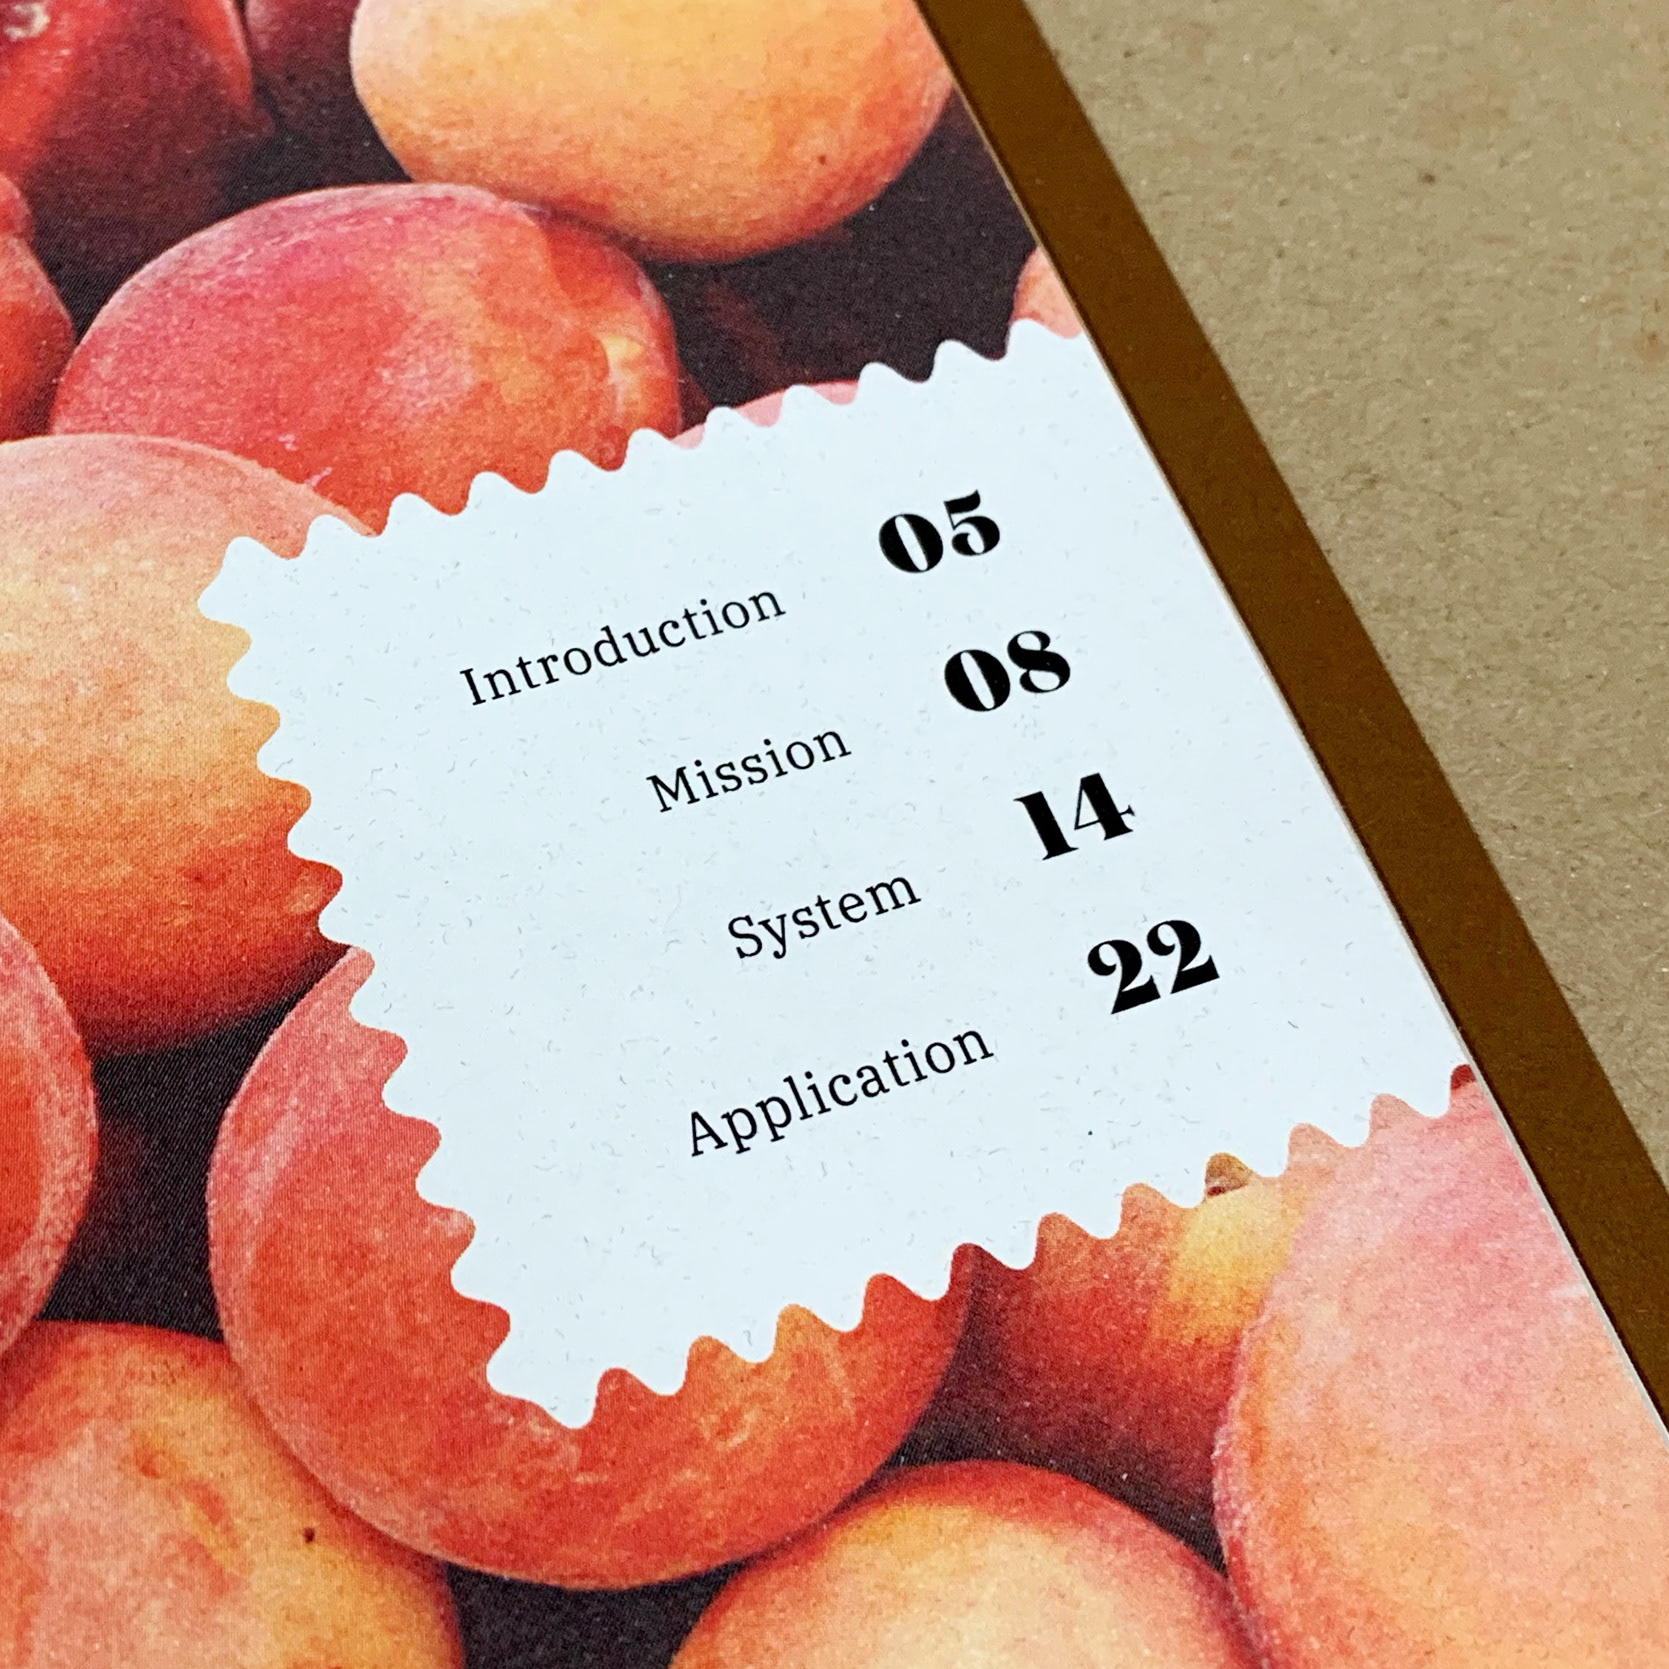 Introduction 05
Mission 08
System 14
Application 22